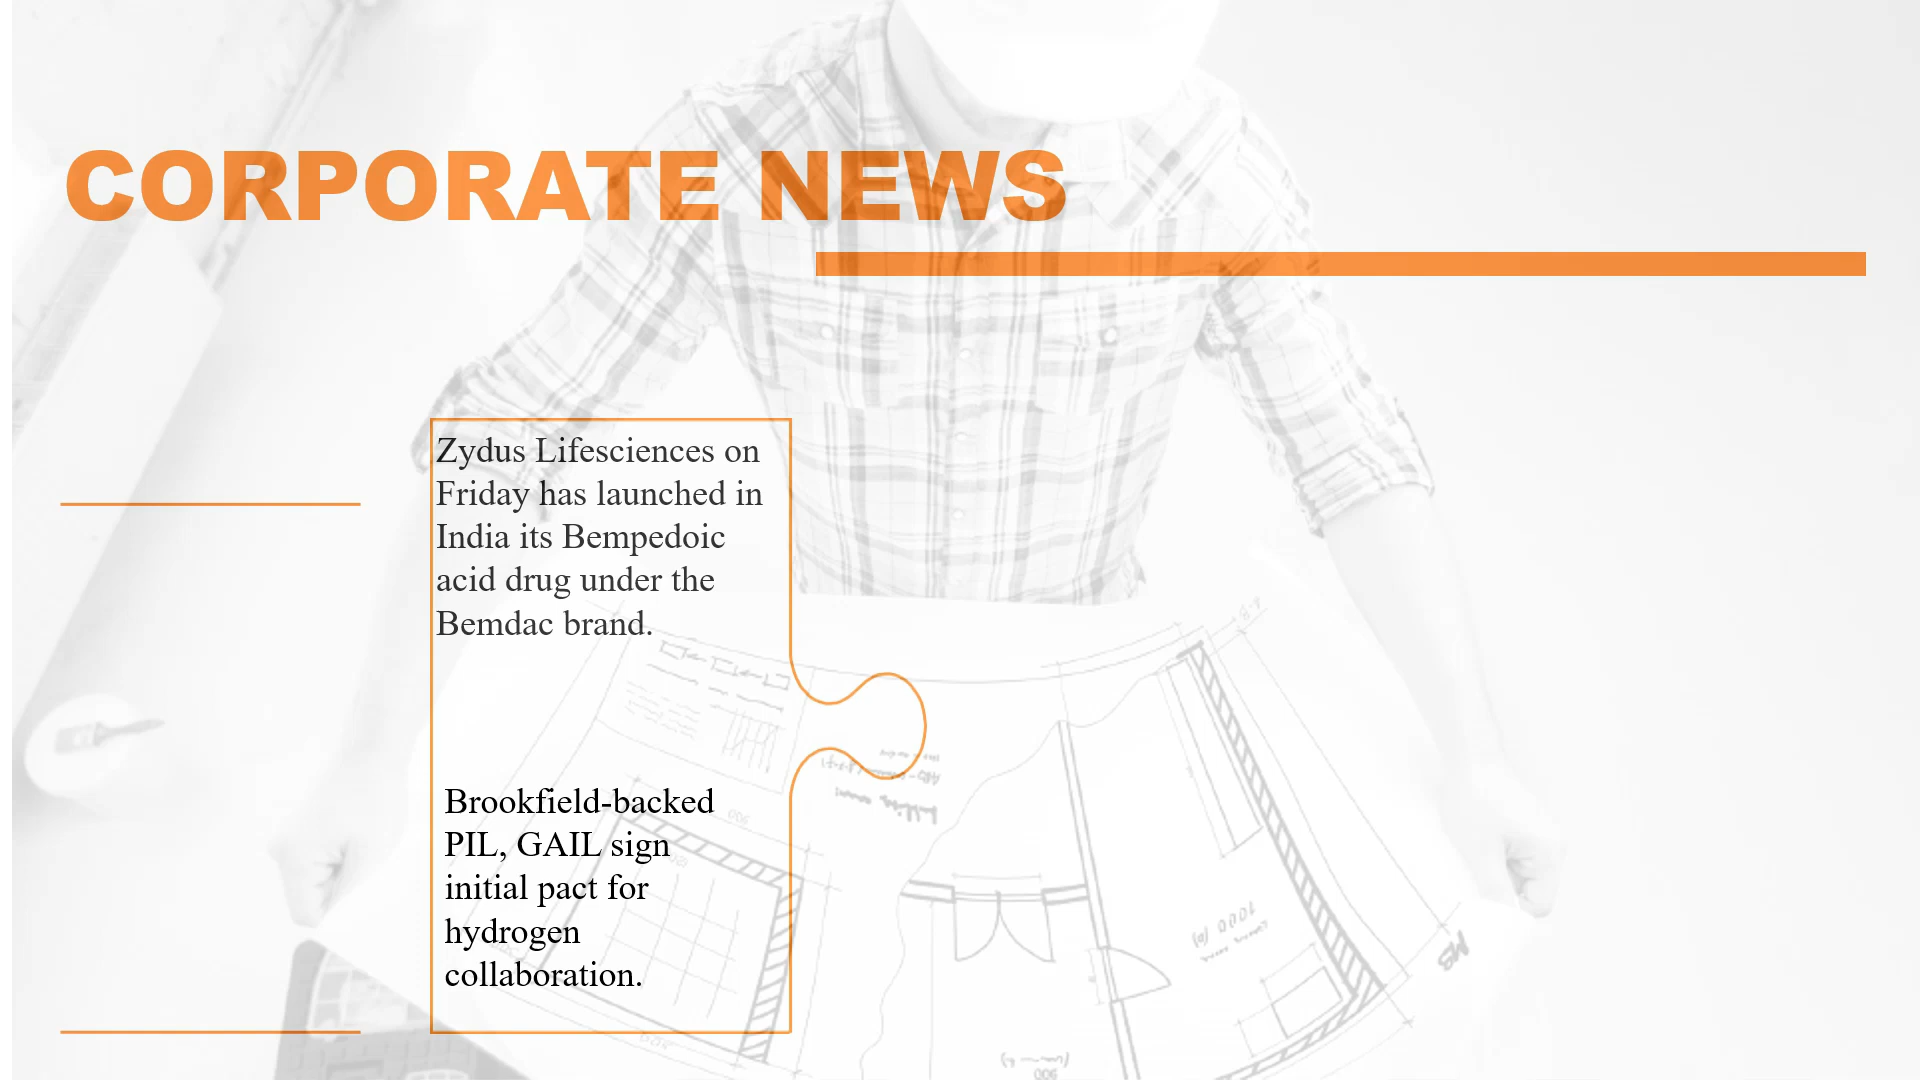 CORPORATE NEWS
Zydus Lifesciences on
Friday has launched in
India its Bempedoic
acid drug under the
Bemdac brand.
Brookfield-backed
PIL, GAIL sign
initial pact for
hydrogen
collaboration.